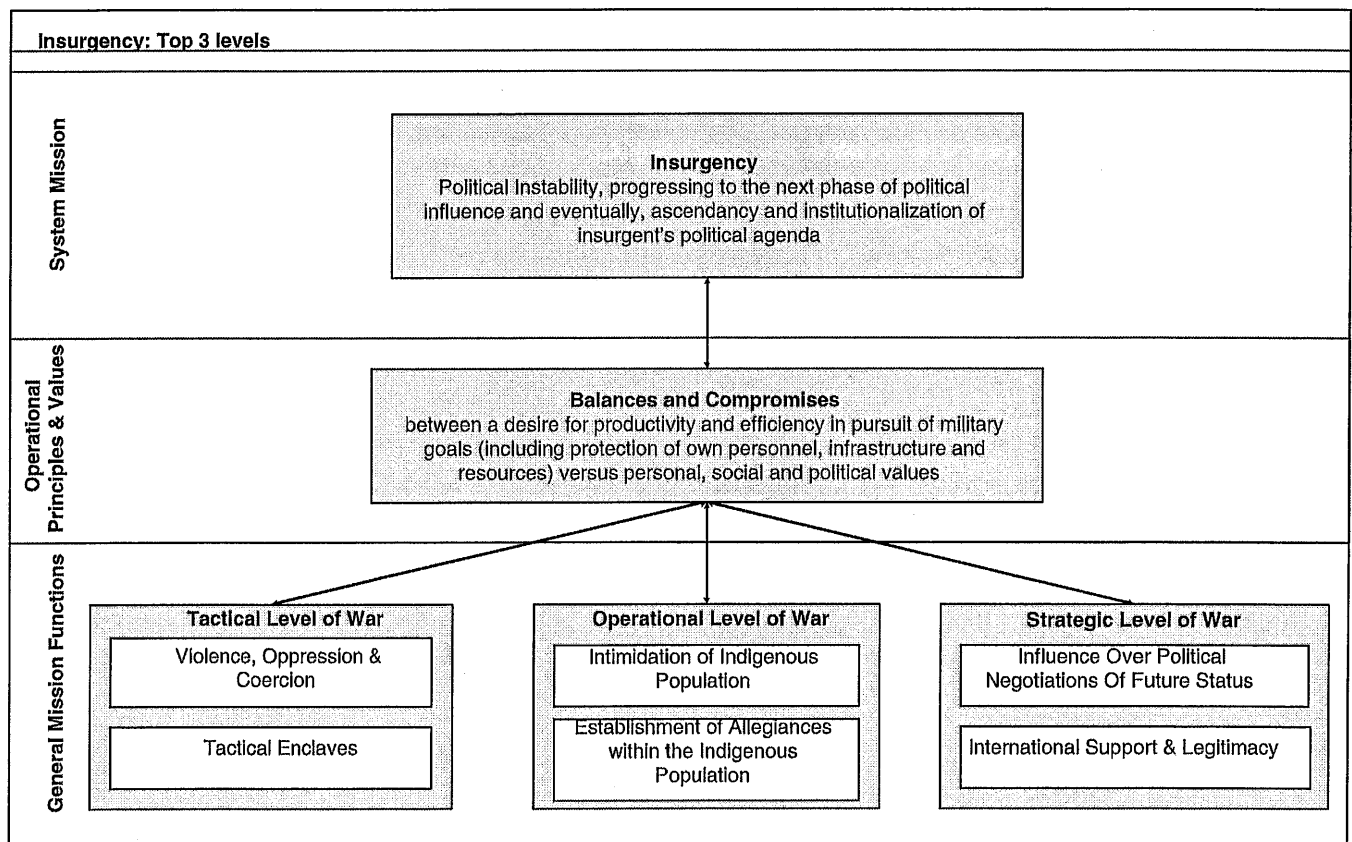 Insurgency: Top 3 levels
System Mission
Insurgency
Political Instability, progressing to the next phase of political
influence and eventually, ascendancy and institutionalization of
insurgent's political agenda
Operational
Principles & Values
Balances and Compromises
between a desire for productivity and efficiency in pursuit of military
goals (including protection of own personnel, infrastructure and
resources) versus personal, social and political values
General Mission Functions
Tactical Level of War
Violence, Oppression &
Coercion
Tactical Enclaves
Operational Level of War
Intimidation of Indigenous
Population
Establishment of Allegiances
within the Indigenous
Population
Strategic Level of War
Influence Over Political
Negotiations Of Future Status
International Support & Legitimacy